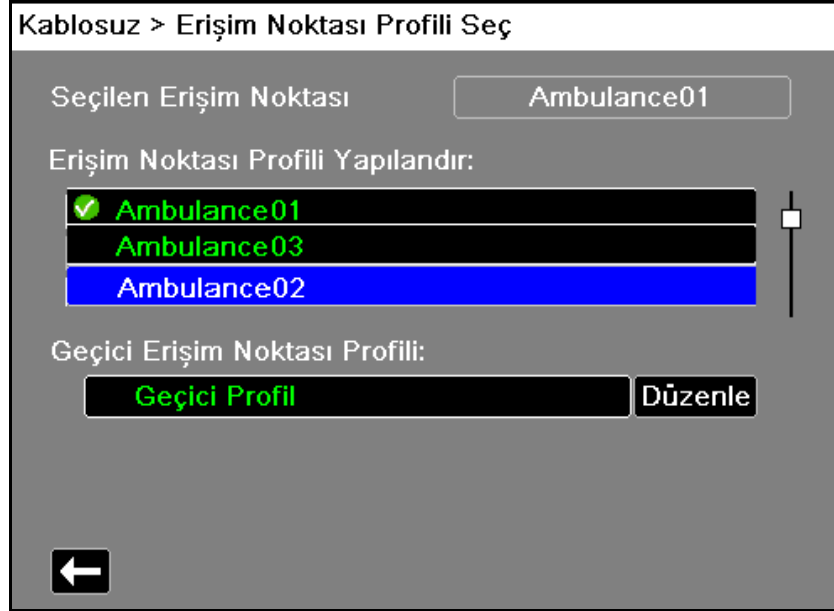 Kablosuz > Erişim Noktası Profili Seç
Seçilen Erişim Noktası Ambulance01
Erişim Noktası Profili Yapılandır:
Ambulance01
Ambulance03
Ambulance02
Geçici Erişim Noktası Profili:
Geçici Profil Düzenle